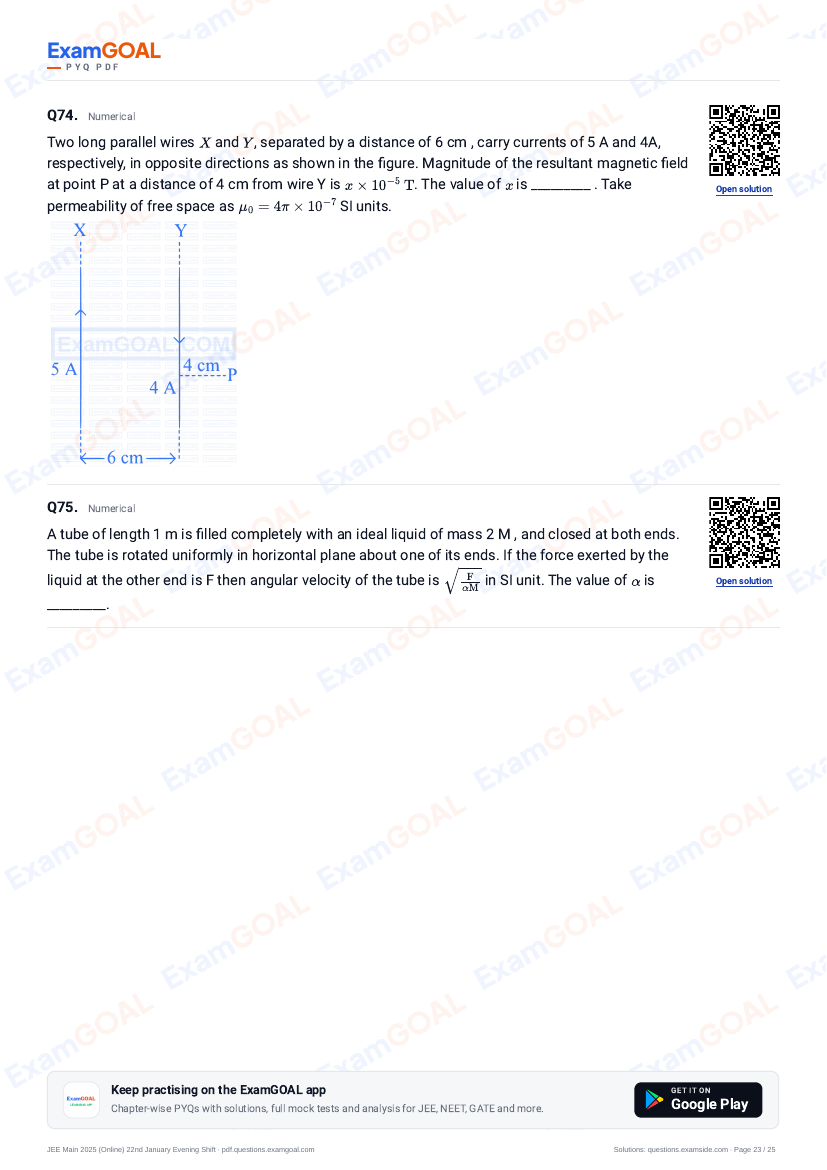 ExamGOAL
PYQ PDF
Q74. Numerical
Two long parallel wires X and Y, separated by a distance of 6 cm , carry currents of 5 A and 4A,
respectively, in opposite directions as shown in the figure. Magnitude of the resultant magnetic field
at point P at a distance of 4 cm from wire Y is x × 10⁻⁵ T. The value of x is _________ . Take
permeability of free space as μ₀ = 4π × 10⁻⁷ SI units.
Open solution
X Y
ExamGOAL.COM
5 A
4 cm
P
4 A
6 cm
Q75. Numerical
A tube of length 1 m is filled completely with an ideal liquid of mass 2 M , and closed at both ends.
The tube is rotated uniformly in horizontal plane about one of its ends. If the force exerted by the
liquid at the other end is F then angular velocity of the tube is √(F/αM) in SI unit. The value of α is
_________.
Open solution
ExamGOAL
Keep practising on the ExamGOAL app
Chapter-wise PYQs with solutions, full mock tests and analysis for JEE, NEET, GATE and more.
GET IT ON
Google Play
JEE Main 2025 (Online) 22nd January Evening Shift · pdf.questions.examgoal.com
Solutions: questions.examside.com · Page 23 / 25